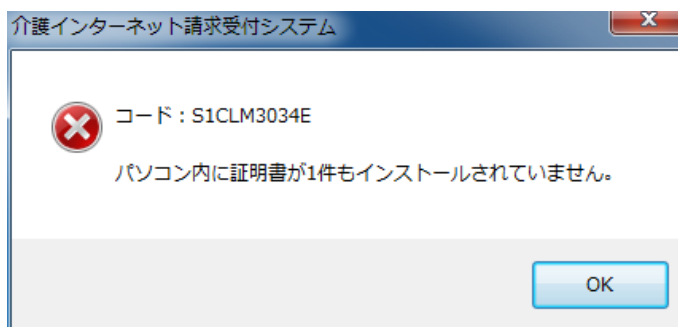 介護インターネット請求受付システム
コード：S1CLM3034E
パソコン内に証明書が1件もインストールされていません。
OK